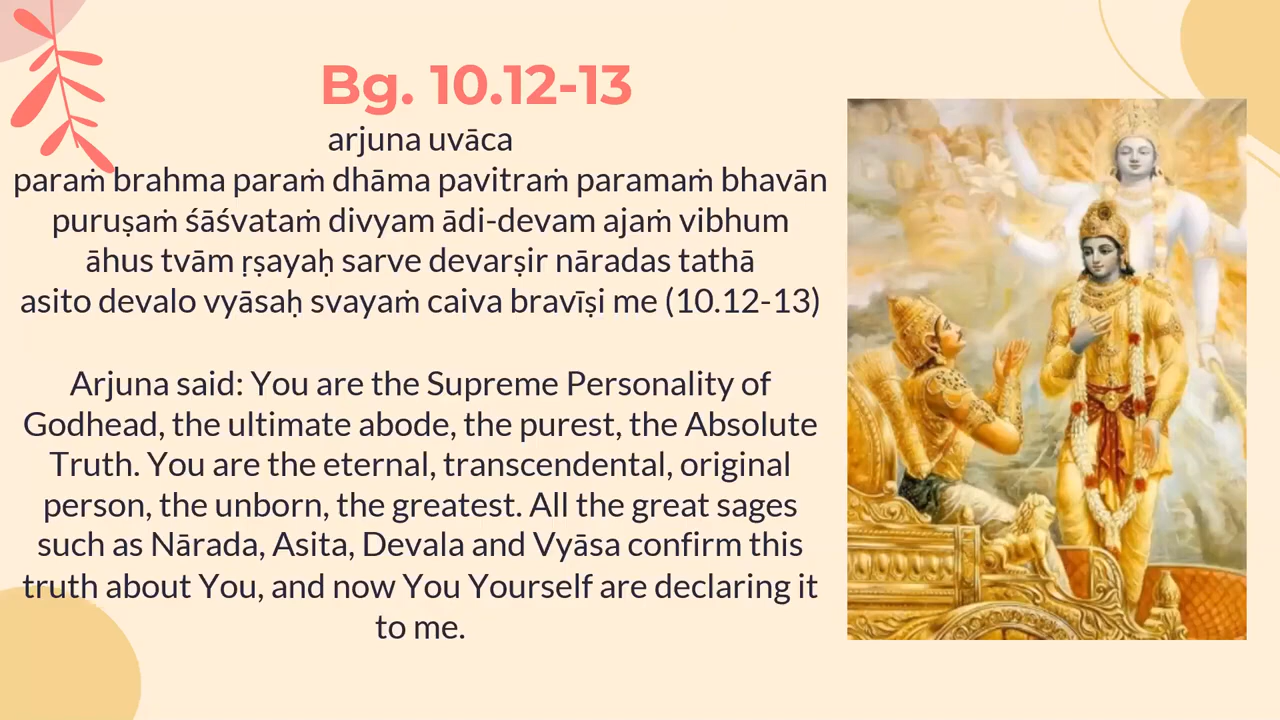 Bg. 10.12-13
arjuna uvāca
paraṁ brahma paraṁ dhāma pavitraṁ paramaṁ bhavān
puruṣaṁ śāśvataṁ divyam ādi-devam ajaṁ vibhum
āhus tvām ṛṣayaḥ sarve devarṣir nāradas tathā
asito devalo vyāsaḥ svayaṁ caiva bravīṣi me (10.12-13)
Arjuna said: You are the Supreme Personality of
Godhead, the ultimate abode, the purest, the Absolute
Truth. You are the eternal, transcendental, original
person, the unborn, the greatest. All the great sages
such as Nārada, Asita, Devala and Vyāsa confirm this
truth about You, and now You Yourself are declaring it
to me.